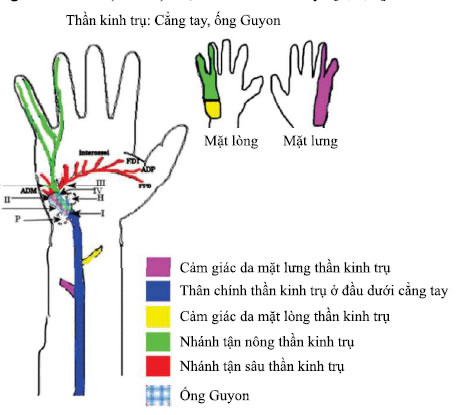 Thần kinh trụ: Cẳng tay, ống Guyon
Mặt lòng
Mặt lưng
Interossei
FDI
ADP
FPB
ADM
III
IV
II
H
I
P
Cảm giác da mặt lưng thần kinh trụ
Thân chính thần kinh trụ ở đầu dưới cẳng tay
Cảm giác da mặt lòng thần kinh trụ
Nhánh tận nông thần kinh trụ
Nhánh tận sâu thần kinh trụ
Ống Guyon